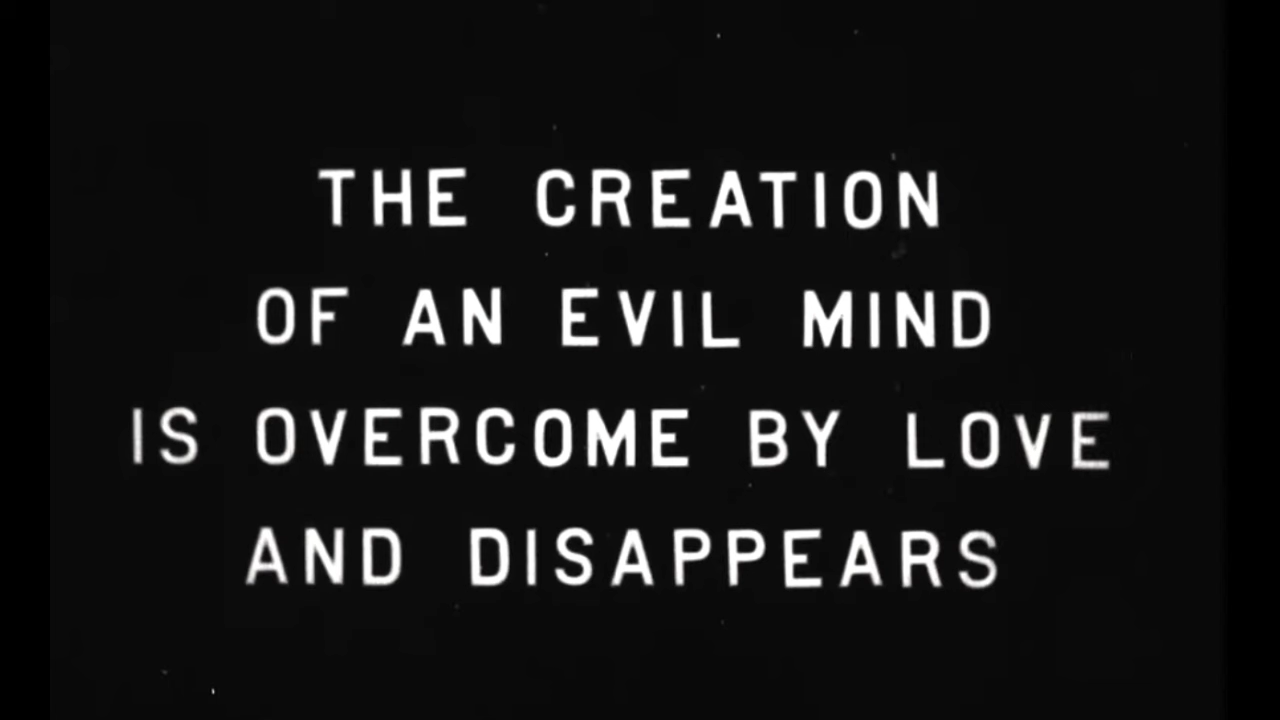 THE CREATION
OF AN EVIL MIND
IS OVERCOME BY LOVE
AND DISAPPEARS